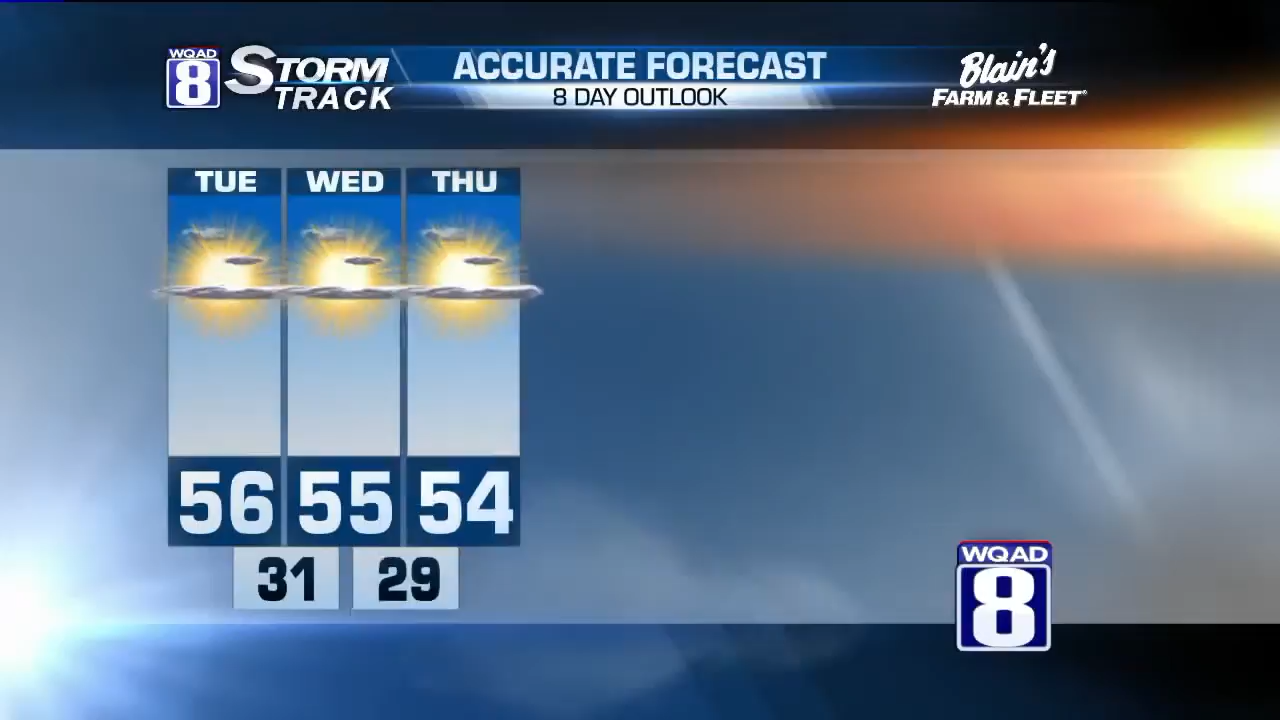 WQAD
8
STORM
TRACK
ACCURATE FORECAST
8 DAY OUTLOOK
Blain's
FARM & FLEET
TUE WED THU
56 55 54
31 29
WQAD
8